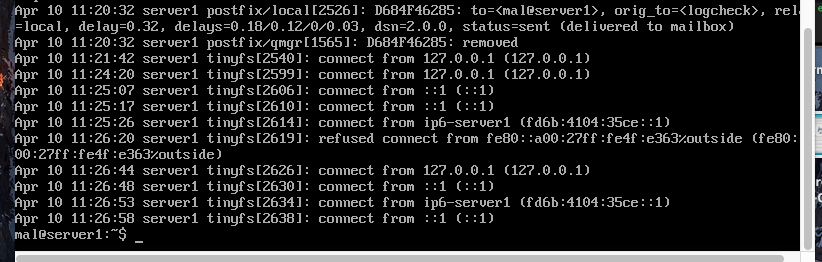 Apr 10 11:20:32 server1 postfix/local[2526]: D684F46285: to=<mal@server1>, orig_to=<logcheck>, rela
=local, delay=0.32, delays=0.18/0.12/0/0.03, dsn=2.0.0, status=sent (delivered to mailbox)
Apr 10 11:20:32 server1 postfix/qmgr[1565]: D684F46285: removed
Apr 10 11:21:42 server1 tinyfs[2540]: connect from 127.0.0.1 (127.0.0.1)
Apr 10 11:24:20 server1 tinyfs[2599]: connect from 127.0.0.1 (127.0.0.1)
Apr 10 11:25:07 server1 tinyfs[2606]: connect from ::1 (::1)
Apr 10 11:25:17 server1 tinyfs[2610]: connect from ::1 (::1)
Apr 10 11:25:26 server1 tinyfs[2614]: connect from ip6-server1 (fd6b:4104:35ce::1)
Apr 10 11:26:20 server1 tinyfs[2619]: refused connect from fe80::a00:27ff:fe4f:e363%outside (fe80:
00:27ff:fe4f:e363%outside)
Apr 10 11:26:44 server1 tinyfs[2626]: connect from 127.0.0.1 (127.0.0.1)
Apr 10 11:26:48 server1 tinyfs[2630]: connect from ::1 (::1)
Apr 10 11:26:53 server1 tinyfs[2634]: connect from ip6-server1 (fd6b:4104:35ce::1)
Apr 10 11:26:58 server1 tinyfs[2638]: connect from ::1 (::1)
mal@server1:~$ _